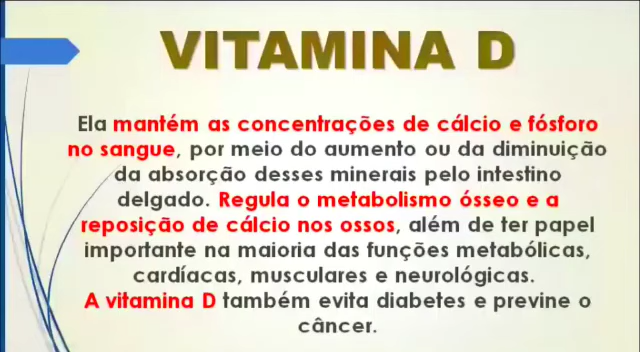 VITAMINA D
Ela mantém as concentrações de cálcio e fósforo
no sangue, por meio do aumento ou da diminuição
da absorção desses minerais pelo intestino
delgado. Regula o metabolismo ósseo e a
reposição de cálcio nos ossos, além de ter papel
importante na maioria das funções metabólicas,
cardíacas, musculares e neurológicas.
A vitamina D também evita diabetes e previne o
câncer.